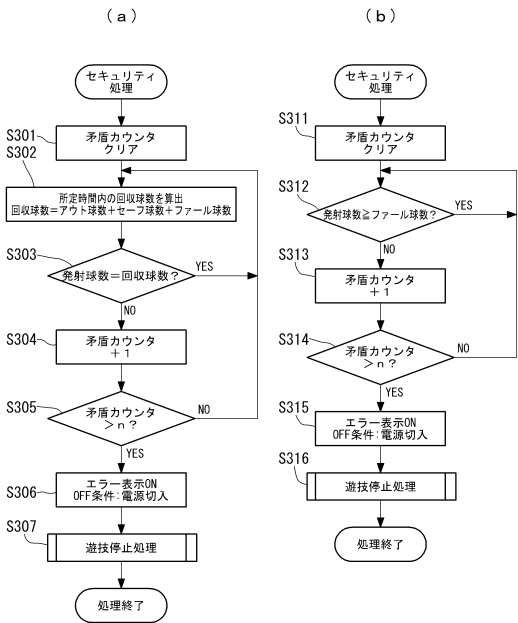 (a)
セキュリティ
処理
S301
矛盾カウンタ
クリア
S302
所定時間内の回収球数を算出
回収球数=アウト球数+セーフ球数+ファール球数
S303
発射球数=回収球数?
YES
NO
S304
矛盾カウンタ
+1
S305
矛盾カウンタ
>n?
NO
YES
S306
エラー表示ON
OFF条件:電源切入
S307
遊技停止処理
処理終了
(b)
セキュリティ
処理
S311
矛盾カウンタ
クリア
S312
発射球数≧ファール球数?
YES
NO
S313
矛盾カウンタ
+1
S314
矛盾カウンタ
>n?
NO
YES
S315
エラー表示ON
OFF条件:電源切入
S316
遊技停止処理
処理終了